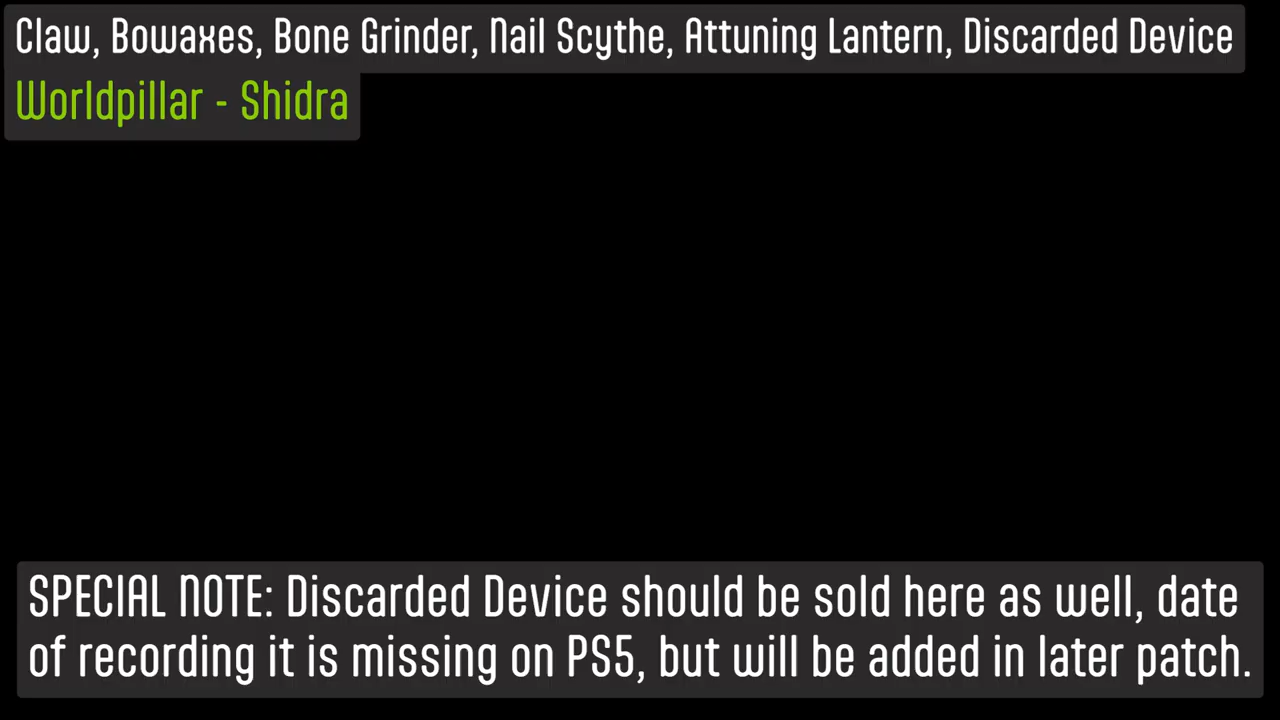 Claw, Bowaxes, Bone Grinder, Nail Scythe, Attuning Lantern, Discarded Device
Worldpillar - Shidra
SPECIAL NOTE: Discarded Device should be sold here as well, date
of recording it is missing on PS5, but will be added in later patch.